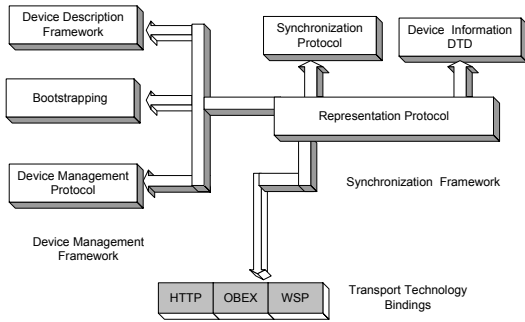 Device Description
Framework
Synchronization
Protocol
Device Information
DTD
Bootstrapping
Representation Protocol
Device Management
Protocol
Synchronization Framework
Device Management
Framework
HTTP OBEX WSP
Transport Technology
Bindings